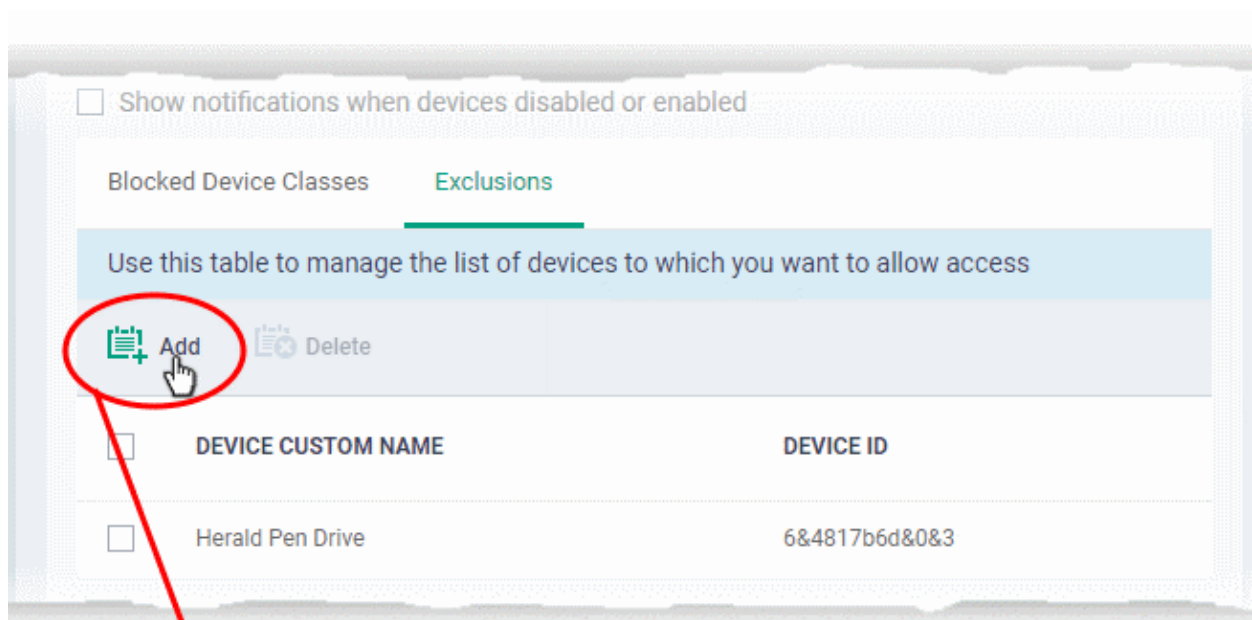 Show notifications when devices disabled or enabled
Blocked Device Classes Exclusions
Use this table to manage the list of devices to which you want to allow access
Add Delete
DEVICE CUSTOM NAME DEVICE ID
Herald Pen Drive 6&4817b6d&0&3